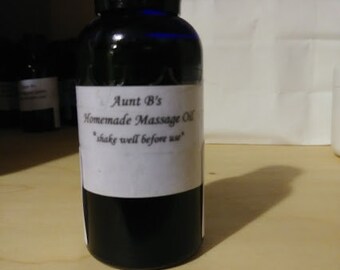 Aunt B's
Homemade Massage Oil
*shake well before use*